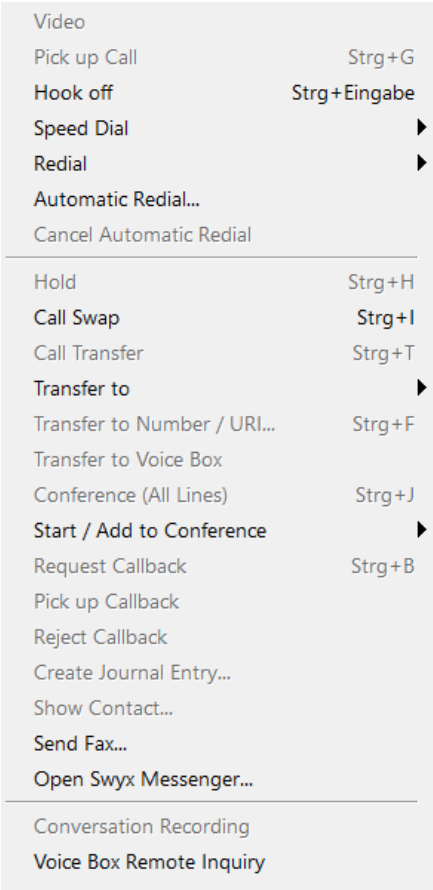 Video
Pick up Call Strg+G
Hook off Strg+Eingabe
Speed Dial
Redial
Automatic Redial...
Cancel Automatic Redial
Hold Strg+H
Call Swap Strg+I
Call Transfer Strg+T
Transfer to
Transfer to Number / URI... Strg+F
Transfer to Voice Box
Conference (All Lines) Strg+J
Start / Add to Conference
Request Callback Strg+B
Pick up Callback
Reject Callback
Create Journal Entry...
Show Contact...
Send Fax...
Open Swyx Messenger...
Conversation Recording
Voice Box Remote Inquiry